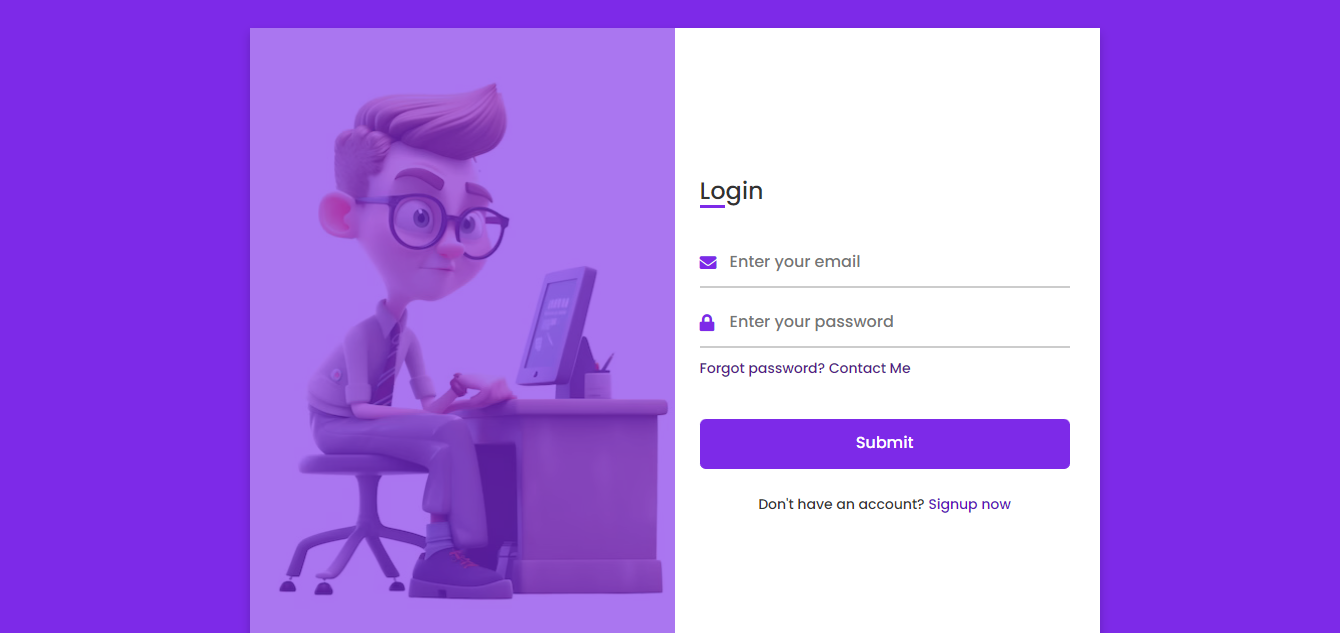 Login
Enter your email
Enter your password
Forgot password? Contact Me
Submit
Don't have an account? Signup now